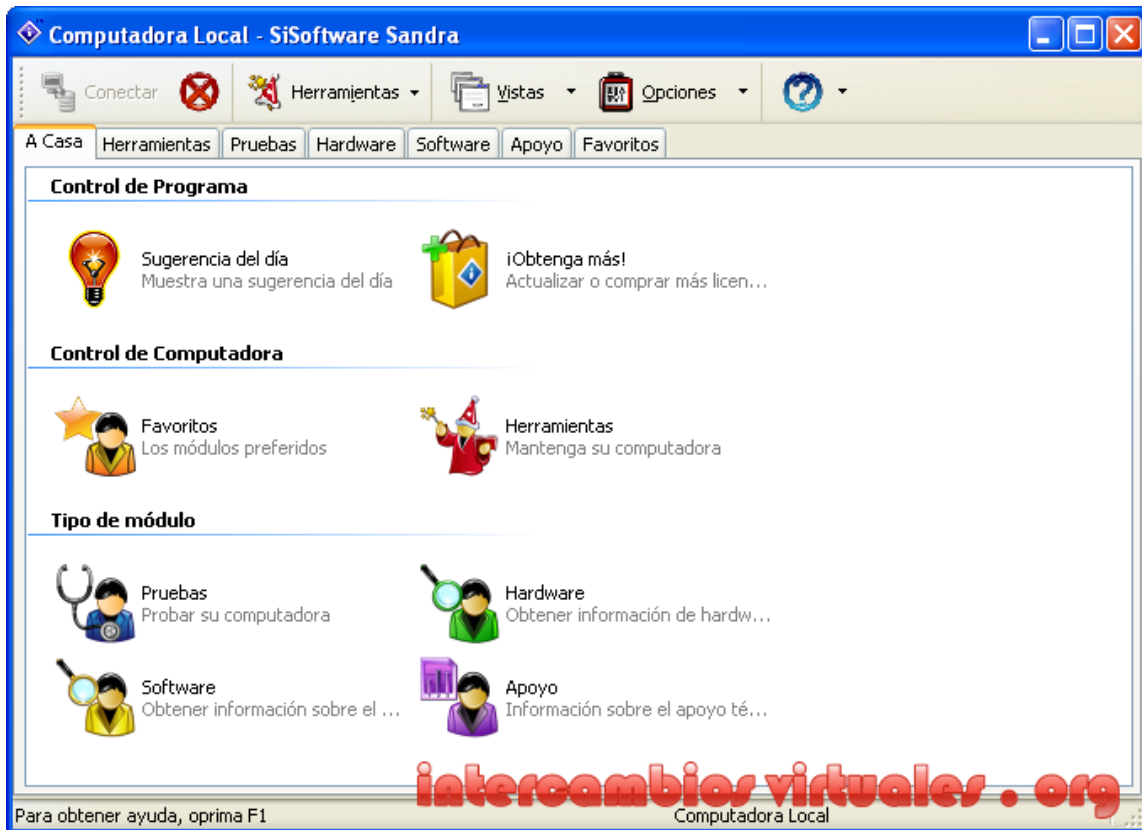 Computadora Local - SiSoftware Sandra
Conectar Herramientas Vistas Opciones
A Casa Herramientas Pruebas Hardware Software Apoyo Favoritos
Control de Programa
Sugerencia del día
Muestra una sugerencia del día
¡Obtenga más!
Actualizar o comprar más licen...
Control de Computadora
Favoritos
Los módulos preferidos
Herramientas
Mantenga su computadora
Tipo de módulo
Pruebas
Probar su computadora
Hardware
Obtener información de hardw...
Software
Obtener información sobre el ...
Apoyo
Información sobre el apoyo té...
intercambios virtuales . org
Para obtener ayuda, oprima F1
Computadora Local